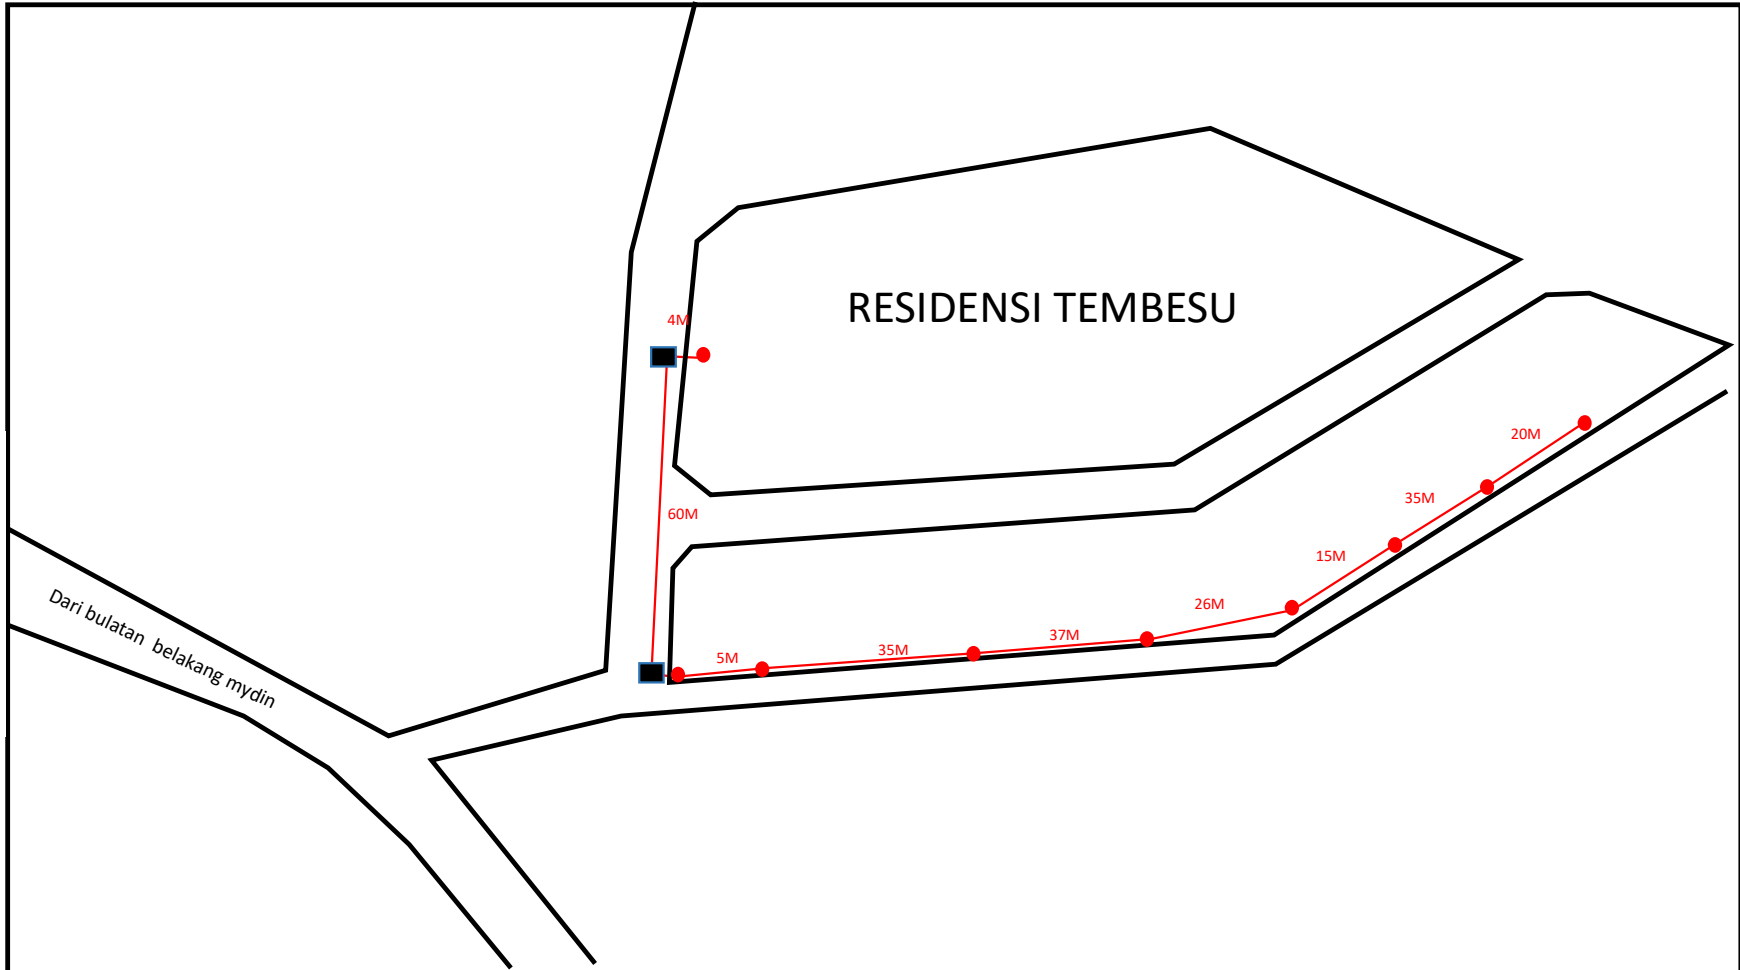 RESIDENSI TEMBESU
4M
20M
35M
60M
15M
26M
Dari bulatan belakang mydin
37M
35M
5M